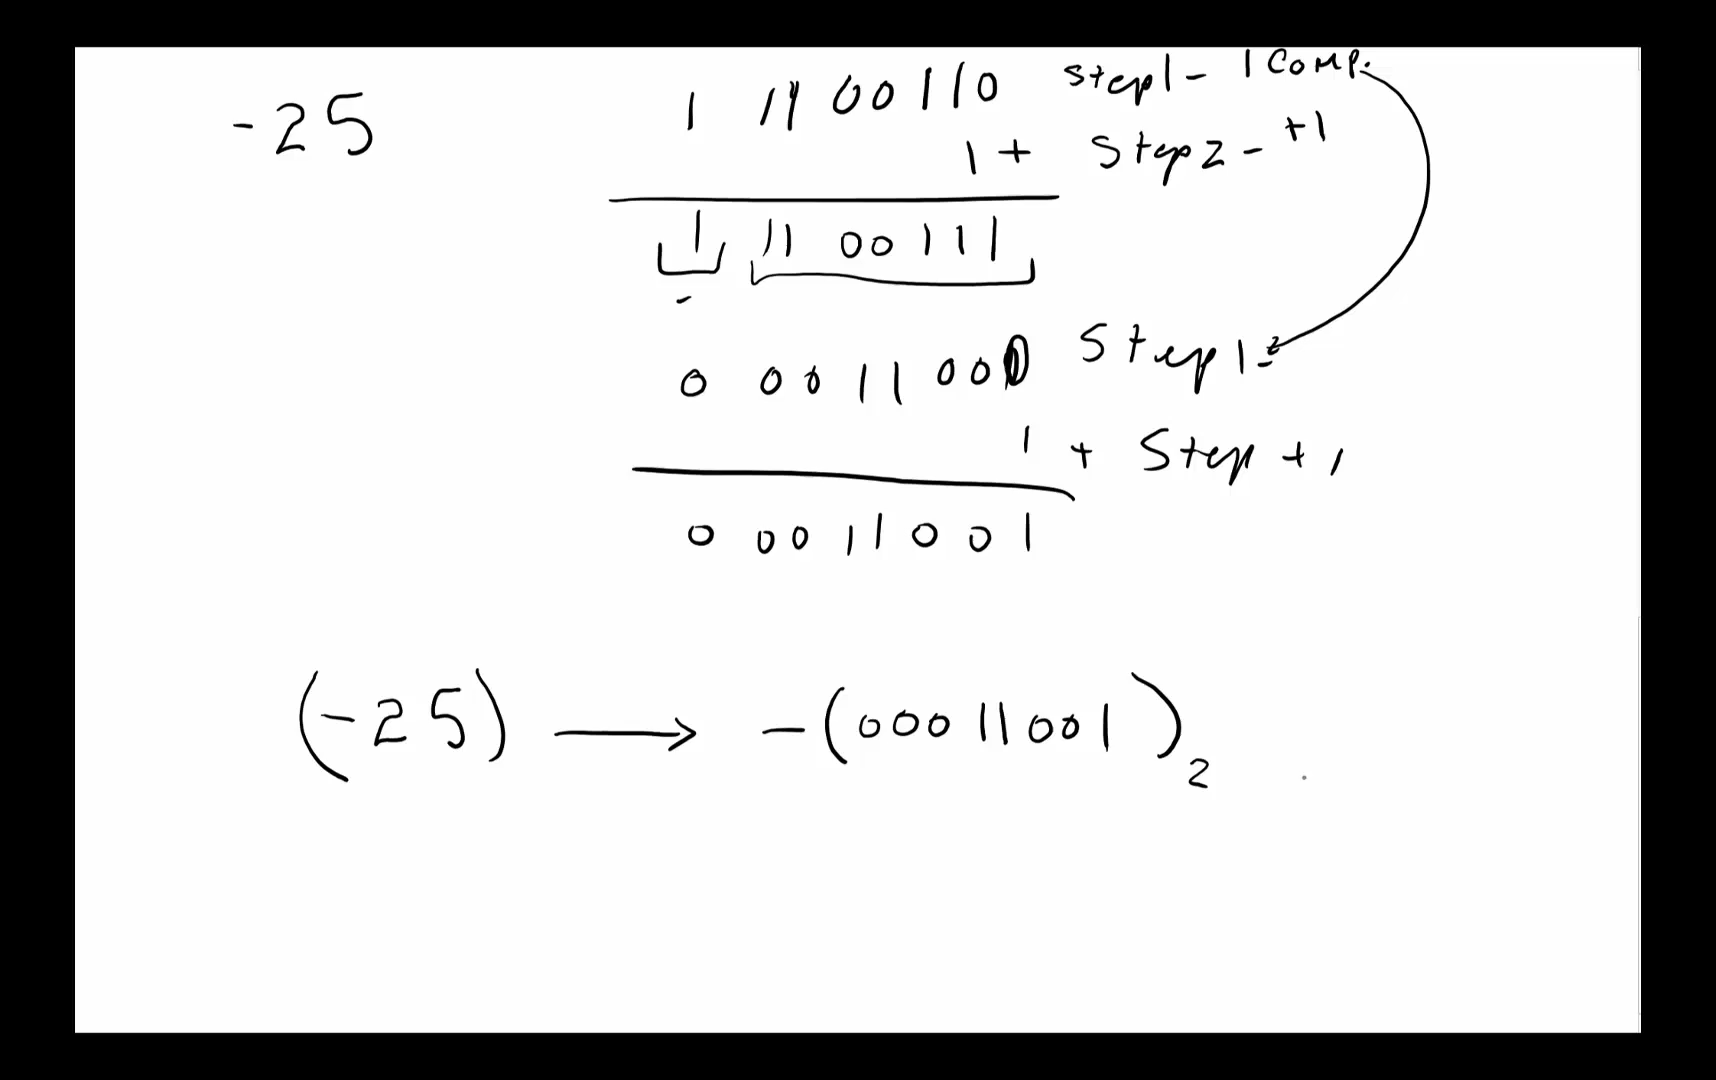 -25
1 1100110 step1- 1 comp.
1 + Step2 - +1
1 1100111
-
0 0011000 Step1-
1 + Step + 1
0 0011001
(-25) → -(00011001)2